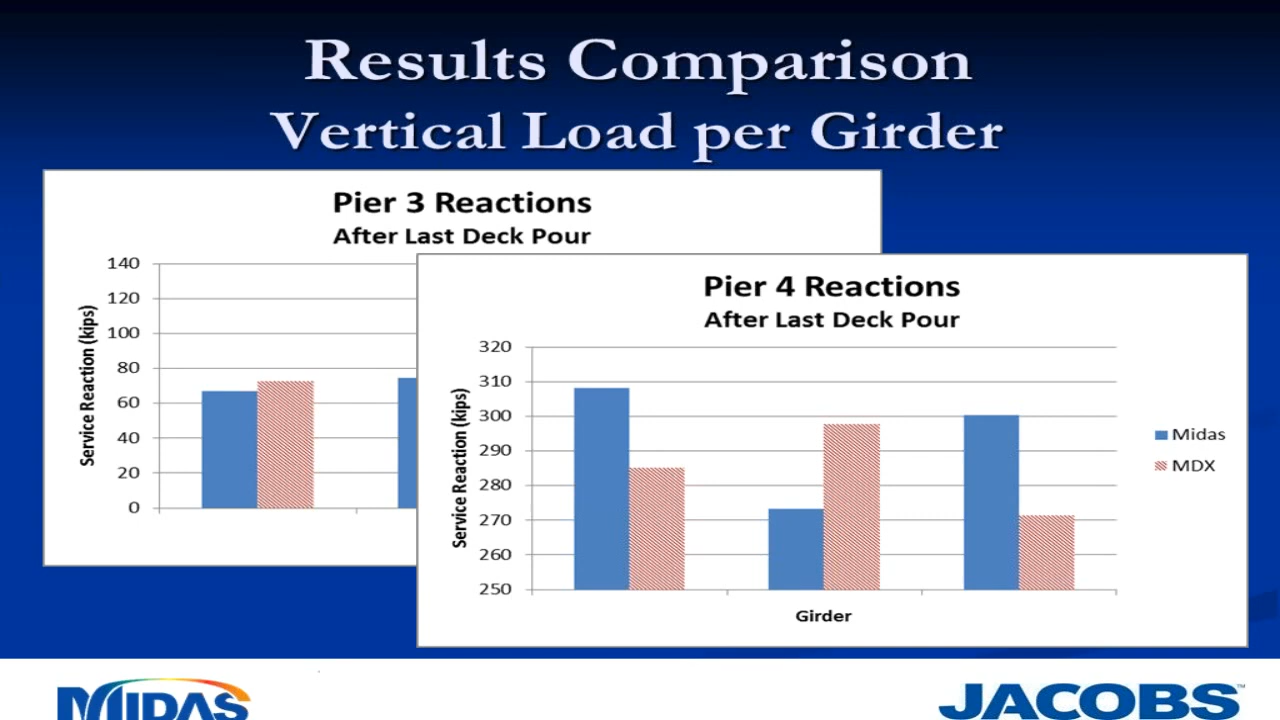 Results Comparison
Vertical Load per Girder
Pier 3 Reactions
After Last Deck Pour
Service Reaction (kips)
140
120
100
80
60
40
20
0
Pier 4 Reactions
After Last Deck Pour
Service Reaction (kips)
320
310
300
290
280
270
260
250
Girder
Midas
MDX
MIDAS
JACOBS™